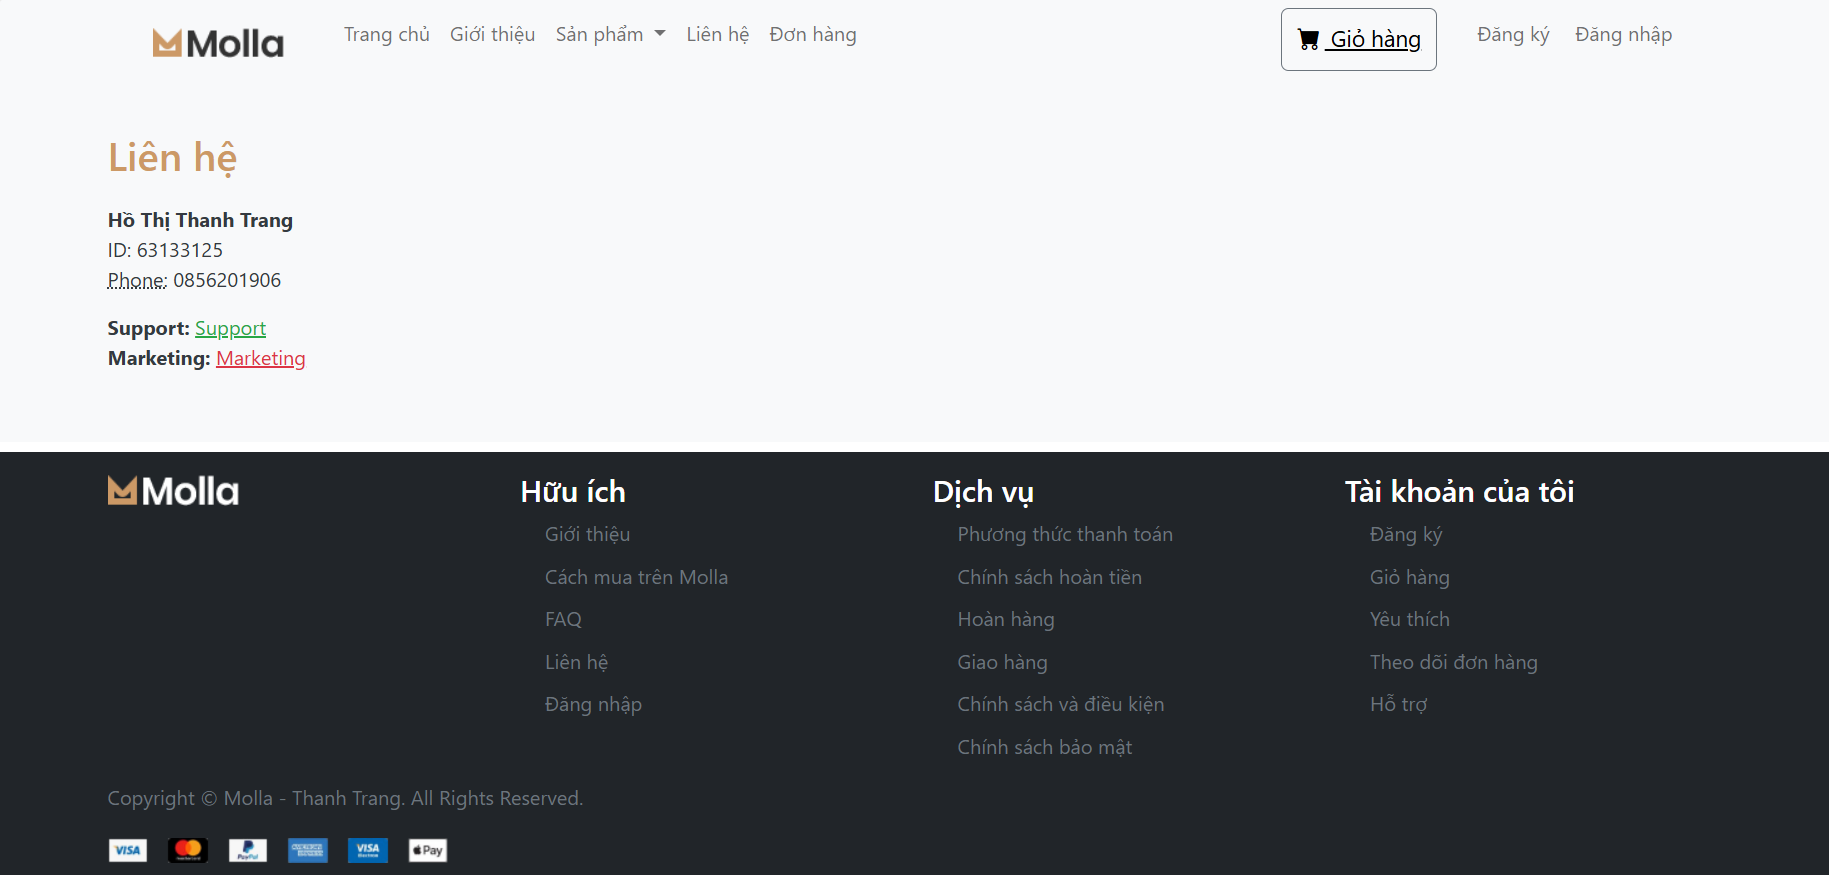 Molla
Trang chủ Giới thiệu Sản phẩm Liên hệ Đơn hàng
Giỏ hàng
Đăng ký Đăng nhập
Liên hệ
Hồ Thị Thanh Trang
ID: 63133125
Phone: 0856201906
Support: Support
Marketing: Marketing
Molla
Hữu ích
Giới thiệu
Cách mua trên Molla
FAQ
Liên hệ
Đăng nhập
Dịch vụ
Phương thức thanh toán
Chính sách hoàn tiền
Hoàn hàng
Giao hàng
Chính sách và điều kiện
Chính sách bảo mật
Tài khoản của tôi
Đăng ký
Giỏ hàng
Yêu thích
Theo dõi đơn hàng
Hỗ trợ
Copyright © Molla - Thanh Trang. All Rights Reserved.
VISA PayPal VISA Pay